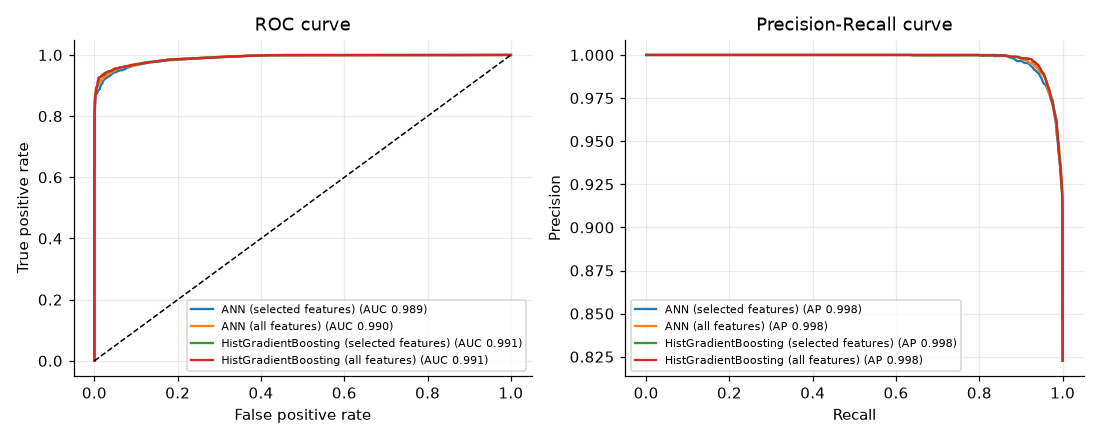 ROC curve
1.0
0.8
0.6
0.4
0.2
0.0
True positive rate
0.0 0.2 0.4 0.6 0.8 1.0
False positive rate
ANN (selected features) (AUC 0.989)
ANN (all features) (AUC 0.990)
HistGradientBoosting (selected features) (AUC 0.991)
HistGradientBoosting (all features) (AUC 0.991)
Precision-Recall curve
1.000
0.975
0.950
0.925
0.900
0.875
0.850
0.825
Precision
0.0 0.2 0.4 0.6 0.8 1.0
Recall
ANN (selected features) (AP 0.998)
ANN (all features) (AP 0.998)
HistGradientBoosting (selected features) (AP 0.998)
HistGradientBoosting (all features) (AP 0.998)